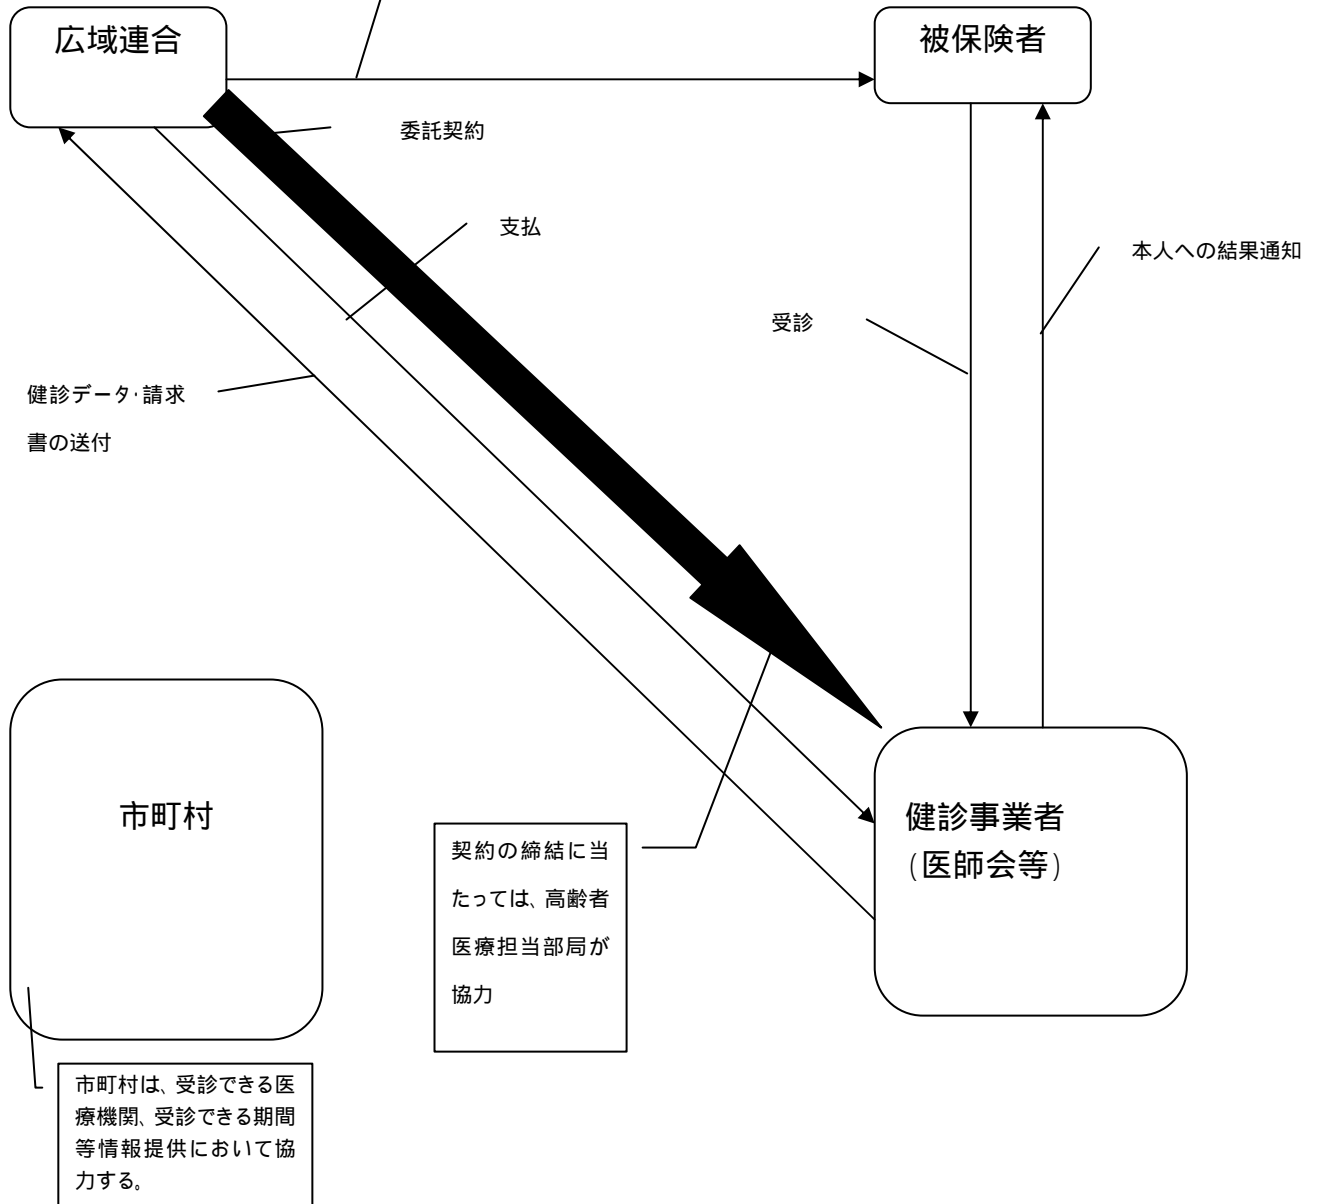 広域連合
被保険者
委託契約
支払
本人への結果通知
受診
健診データ・請求
書の送付
市町村
健診事業者
(医師会等)
契約の締結に当
たっては、高齢者
医療担当部局が
協力
市町村は、受診できる医
療機関、受診できる期間
等情報提供において協
力する。